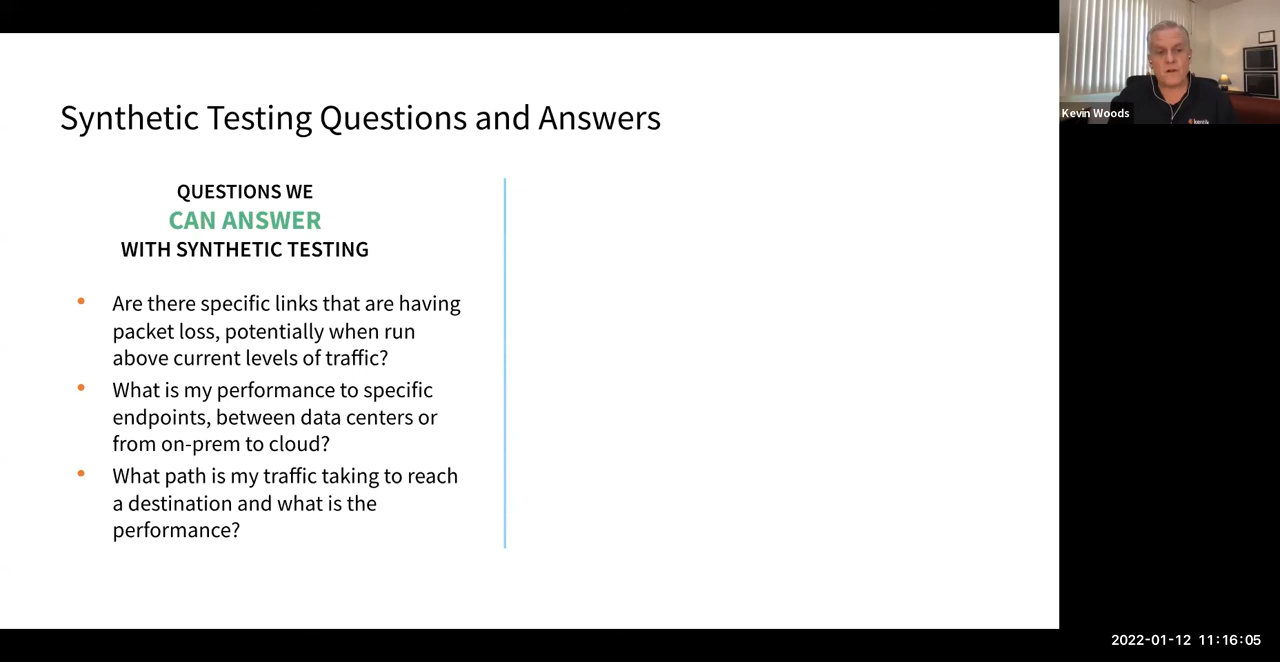 Synthetic Testing Questions and Answers
QUESTIONS WE
CAN ANSWER
WITH SYNTHETIC TESTING
• Are there specific links that are having
packet loss, potentially when run
above current levels of traffic?
• What is my performance to specific
endpoints, between data centers or
from on-prem to cloud?
• What path is my traffic taking to reach
a destination and what is the
performance?
Kevin Woods
kentik
2022-01-12 11:16:05